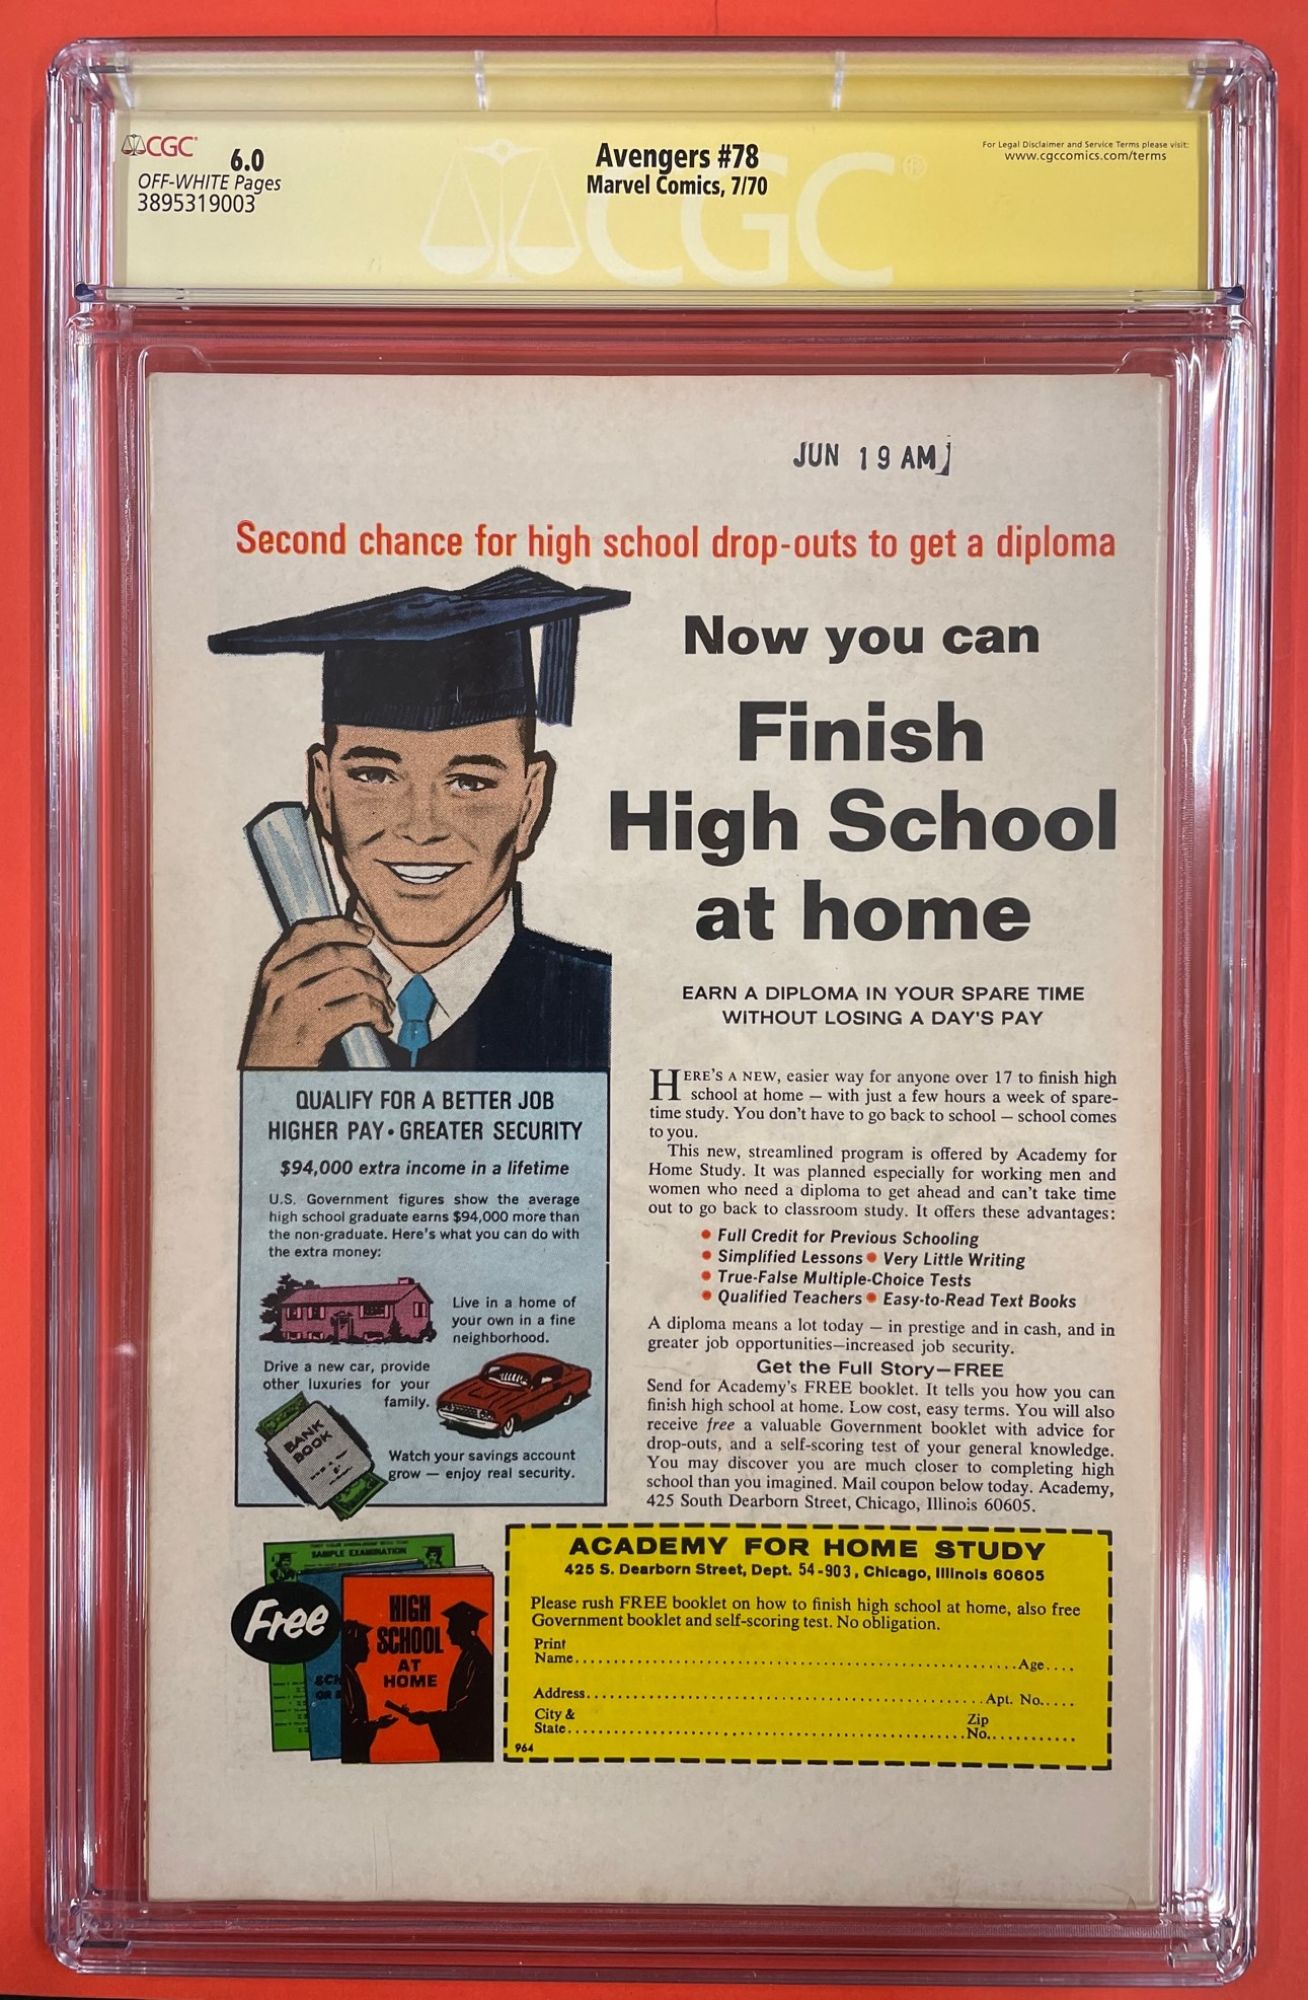 CGC
6.0
OFF-WHITE Pages
3895319003
Avengers #78
Marvel Comics, 7/70
For Legal Disclaimer and Service Terms please visit:
www.cgccomics.com/terms
CGC
JUN 19 AM
Second chance for high school drop-outs to get a diploma
Now you can
Finish
High School
at home
EARN A DIPLOMA IN YOUR SPARE TIME
WITHOUT LOSING A DAY'S PAY
QUALIFY FOR A BETTER JOB
HIGHER PAY • GREATER SECURITY
$94,000 extra income in a lifetime
U.S. Government figures show the average
high school graduate earns $94,000 more than
the non-graduate. Here's what you can do with
the extra money:
Live in a home of
your own in a fine
neighborhood.
Drive a new car, provide
other luxuries for your
family.
BANK
BOOK
Watch your savings account
grow — enjoy real security.
HERE'S A NEW, easier way for anyone over 17 to finish high
school at home — with just a few hours a week of spare-
time study. You don't have to go back to school — school comes
to you.
This new, streamlined program is offered by Academy for
Home Study. It was planned especially for working men and
women who need a diploma to get ahead and can't take time
out to go back to classroom study. It offers these advantages:
• Full Credit for Previous Schooling
• Simplified Lessons • Very Little Writing
• True-False Multiple-Choice Tests
• Qualified Teachers • Easy-to-Read Text Books
A diploma means a lot today — in prestige and in cash, and in
greater job opportunities—increased job security.
Get the Full Story—FREE
Send for Academy's FREE booklet. It tells you how you can
finish high school at home. Low cost, easy terms. You will also
receive free a valuable Government booklet with advice for
drop-outs, and a self-scoring test of your general knowledge.
You may discover you are much closer to completing high
school than you imagined. Mail coupon below today. Academy,
425 South Dearborn Street, Chicago, Illinois 60605.
SAMPLE EXAMINATION
Free
HIGH
SCHOOL
AT
HOME
ACADEMY FOR HOME STUDY
425 S. Dearborn Street, Dept. 54-903, Chicago, Illinois 60605
Please rush FREE booklet on how to finish high school at home, also free
Government booklet and self-scoring test. No obligation.
Print
Name..........Age....
Address..........Apt. No.....
City & Zip
State..........No..........
964